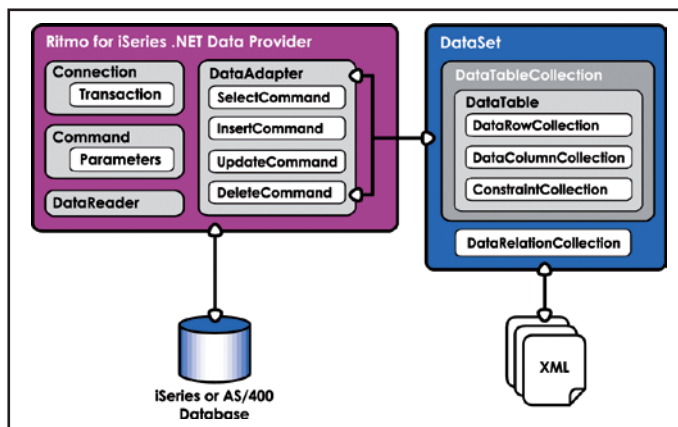 Ritmo for iSeries .NET Data Provider
Connection
Transaction
Command
Parameters
DataReader
DataAdapter
SelectCommand
InsertCommand
UpdateCommand
DeleteCommand
DataSet
DataTableCollection
DataTable
DataRowCollection
DataColumnCollection
ConstraintCollection
DataRelationCollection
iSeries or AS/400
Database
XML